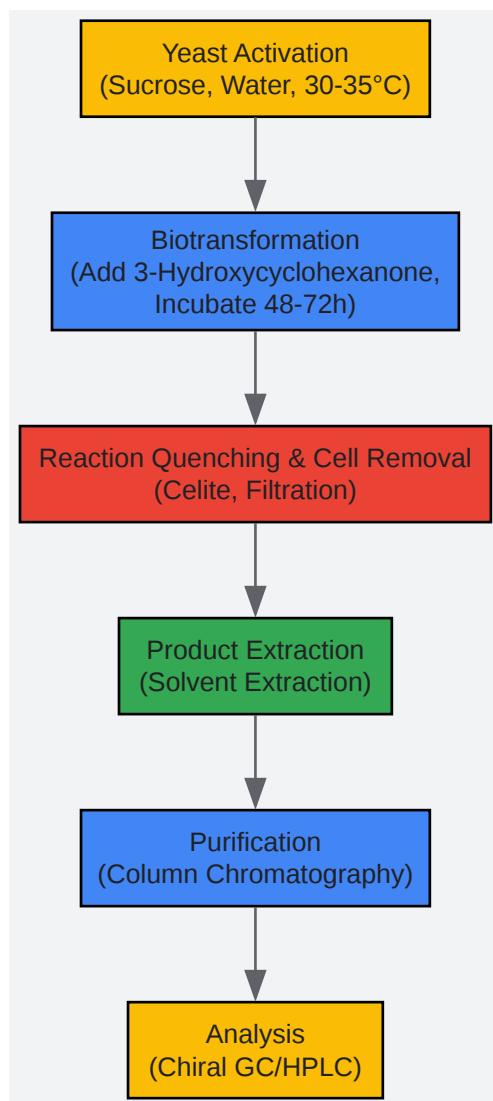 Yeast Activation
(Sucrose, Water, 30-35°C)
Biotransformation
(Add 3-Hydroxycyclohexanone,
Incubate 48-72h)
Reaction Quenching & Cell Removal
(Celite, Filtration)
Product Extraction
(Solvent Extraction)
Purification
(Column Chromatography)
Analysis
(Chiral GC/HPLC)